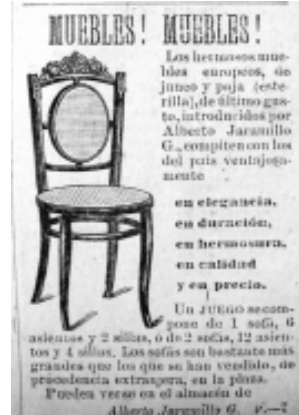 MUEBLES! MUEBLES!
Los hermosos mue-
bles europeos, de
junco y paja (este-
rilla), de último gus-
to, introducidos por
Alberto Jaramillo
G., compiten con los
del pais ventajosa-
mente
en elegancia,
en duración,
en hermosura,
en calidad
y en precio.
Un JUEGO se com-
pone de 1 sofá, 6
asientos y 2 sillas, o de 2 sofás, 12 asien-
tos y 4 sillas. Los sofás son bastante más
grandes que los que se han vendido, de
procedencia extranjera, en la plaza.
Pueden verse en el almacén de
Alberto Jaramillo G.